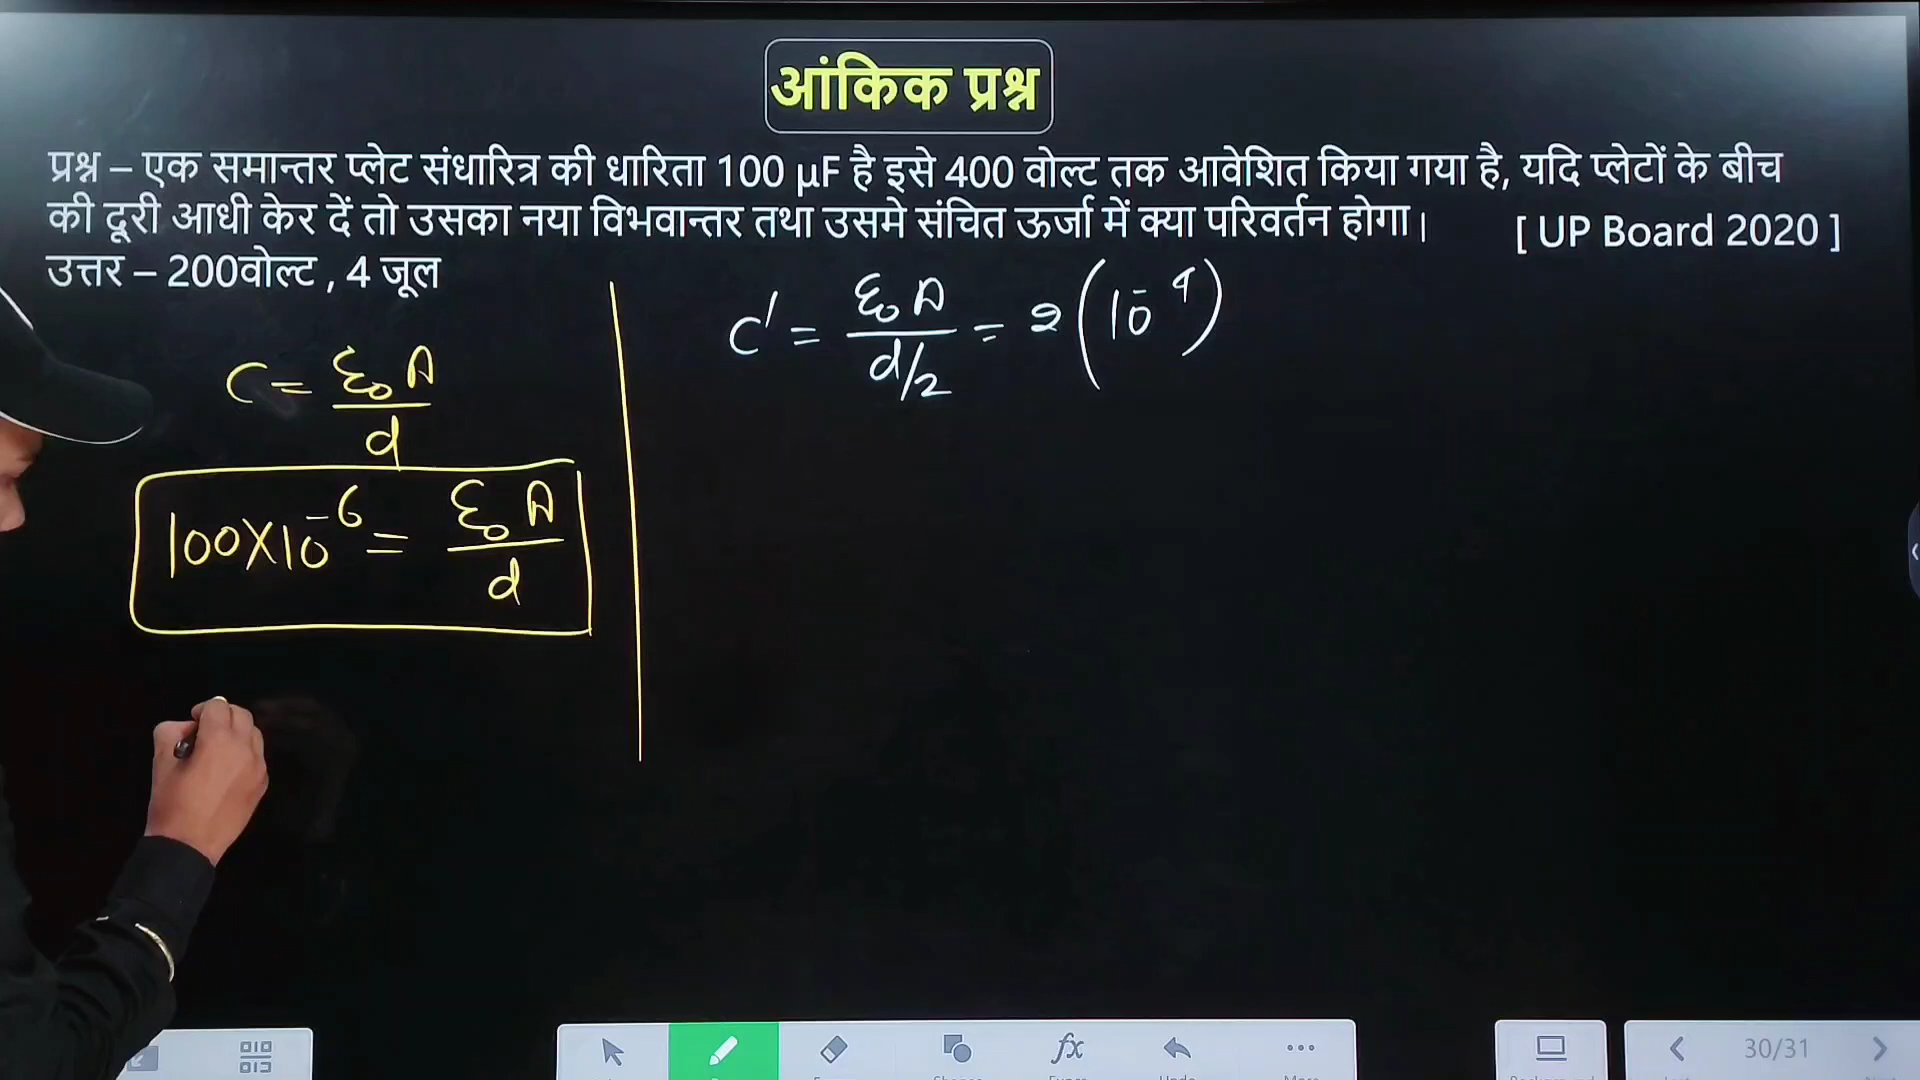 आंकिक प्रश्न
प्रश्न – एक समान्तर प्लेट संधारित्र की धारिता 100 μF है इसे 400 वोल्ट तक आवेशित किया गया है, यदि प्लेटों के बीच
की दूरी आधी केर दें तो उसका नया विभवान्तर तथा उसमे संचित ऊर्जा में क्या परिवर्तन होगा। [ UP Board 2020 ]
उत्तर – 200वोल्ट , 4 जूल
C = ε₀A/d
100X10⁻⁶ = ε₀A/d
C' = ε₀A/(d/2) = 2(10⁻⁴)
fx
30/31